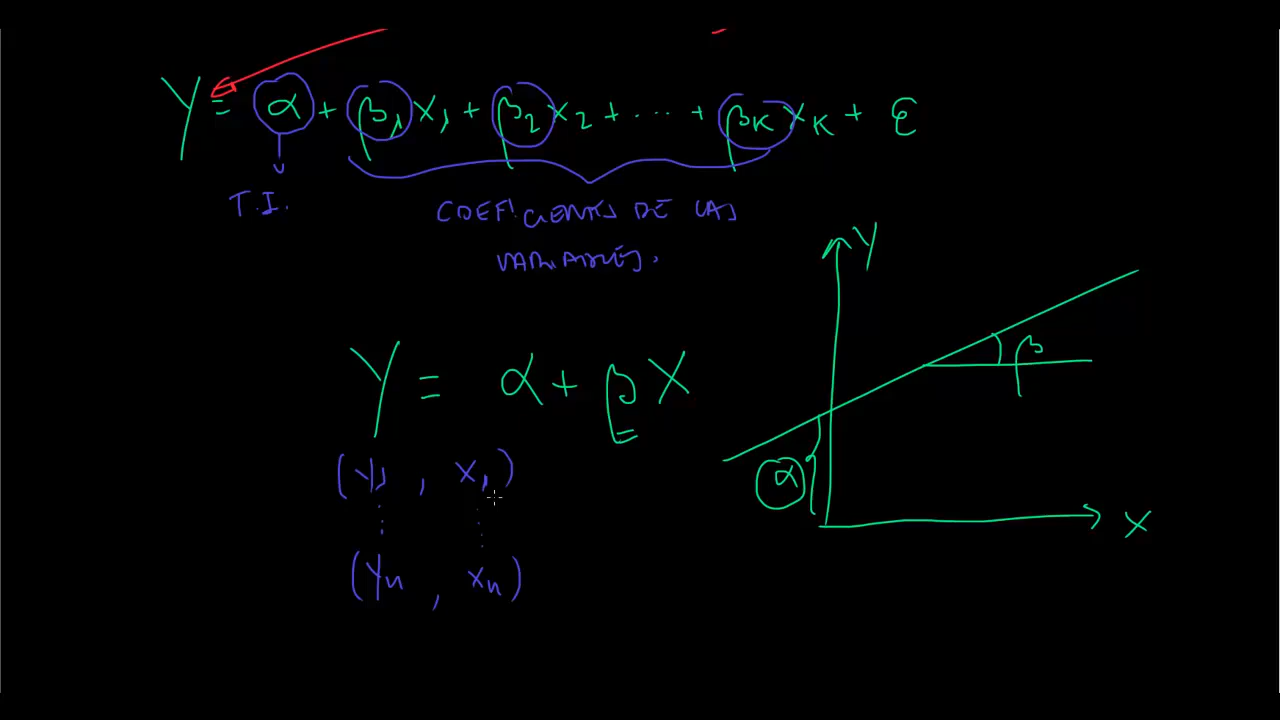 Y = α + β₁X₁ + β₂X₂ + ... + βₖXₖ + ε
T.I.
COEFICIENTES DE LAS
VARIABLES.
Y
β
Y = α + βX
(Y₁, X₁)
α
X
(Yn, Xn)